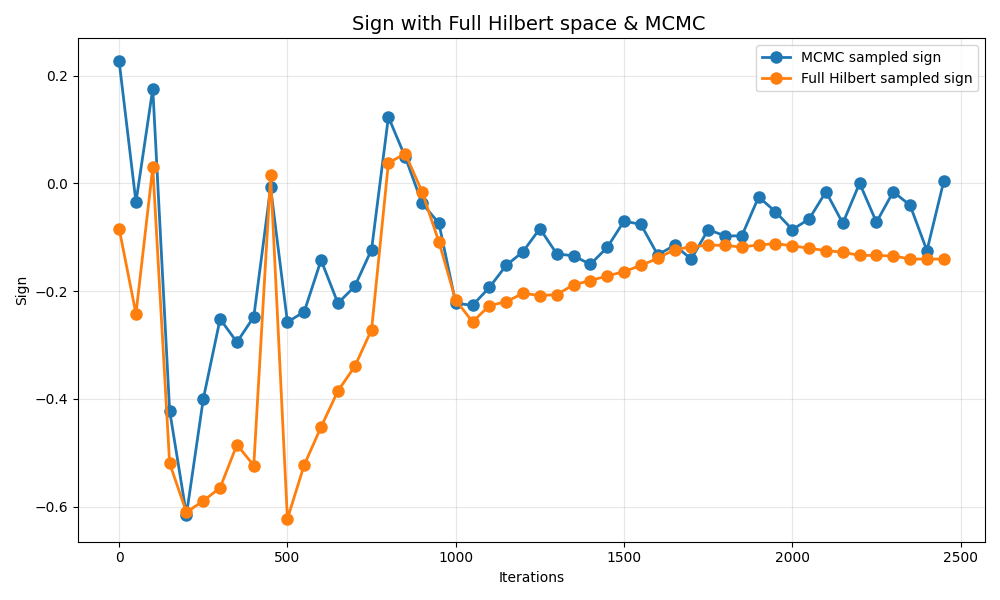 Sign with Full Hilbert space & MCMC
MCMC sampled sign
Full Hilbert sampled sign
Sign
0.2
0.0
−0.2
−0.4
−0.6
0
500
1000
1500
2000
2500
Iterations